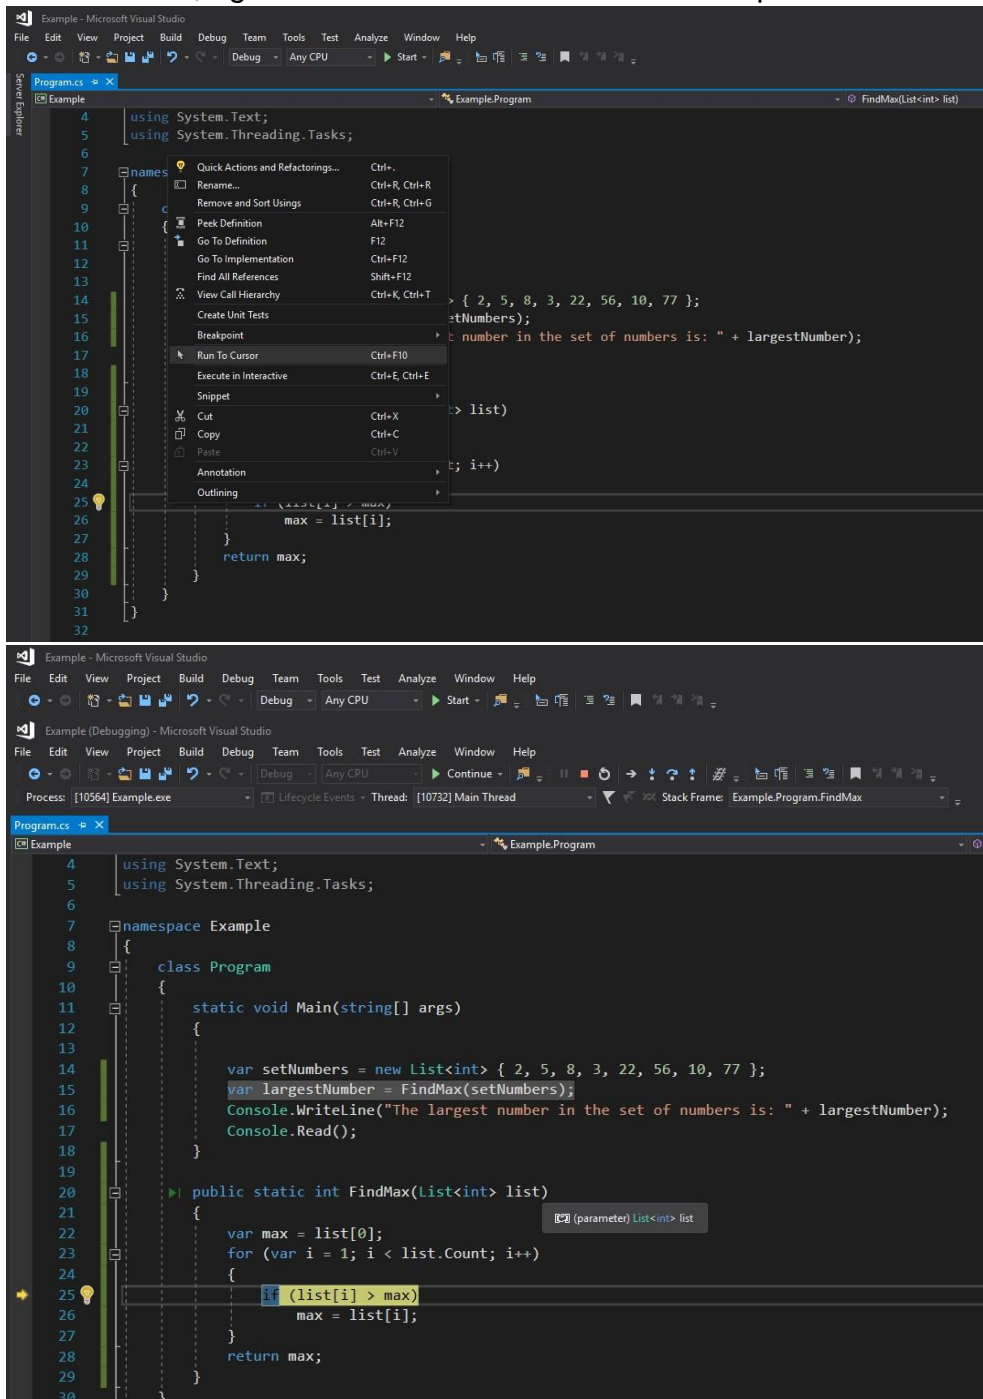 Example - Microsoft Visual Studio
File Edit View Project Build Debug Team Tools Test Analyze Window Help
Debug Any CPU Start
Server Explorer
Program.cs
Example Example.Program FindMax(List<int> list)
4 using System.Text;
5 using System.Threading.Tasks;
6
7 names
Quick Actions and Refactorings... Ctrl+.
8 {
Rename... Ctrl+R, Ctrl+R
9 c
Remove and Sort Usings Ctrl+R, Ctrl+G
10 {
Peek Definition Alt+F12
11
Go To Definition F12
12
Go To Implementation Ctrl+F12
13
Find All References Shift+F12
14 > { 2, 5, 8, 3, 22, 56, 10, 77 };
View Call Hierarchy Ctrl+K, Ctrl+T
15 etNumbers);
Create Unit Tests
16 t number in the set of numbers is: " + largestNumber);
Breakpoint
17
Run To Cursor Ctrl+F10
18
Execute in Interactive Ctrl+E, Ctrl+E
19
Snippet
20 t> list)
Cut Ctrl+X
21
Copy Ctrl+C
22
Paste Ctrl+V
23 t; i++)
Annotation
24
Outlining
25 if (list[i] > max)
26 max = list[i];
27 }
28 return max;
29 }
30 }
31 }
32
Example - Microsoft Visual Studio
File Edit View Project Build Debug Team Tools Test Analyze Window Help
Debug Any CPU Start
Example (Debugging) - Microsoft Visual Studio
File Edit View Project Build Debug Team Tools Test Analyze Window Help
Debug Any CPU Continue
Process: [10564] Example.exe Lifecycle Events Thread: [10732] Main Thread Stack Frame: Example.Program.FindMax
Program.cs
Example Example.Program
4 using System.Text;
5 using System.Threading.Tasks;
6
7 namespace Example
8 {
9 class Program
10 {
11 static void Main(string[] args)
12 {
13
14 var setNumbers = new List<int> { 2, 5, 8, 3, 22, 56, 10, 77 };
15 var largestNumber = FindMax(setNumbers);
16 Console.WriteLine("The largest number in the set of numbers is: " + largestNumber);
17 Console.Read();
18 }
19
20 public static int FindMax(List<int> list)
21 {
(parameter) List<int> list
22 var max = list[0];
23 for (var i = 1; i < list.Count; i++)
24 {
25 if (list[i] > max)
26 max = list[i];
27 }
28 return max;
29 }
30 }